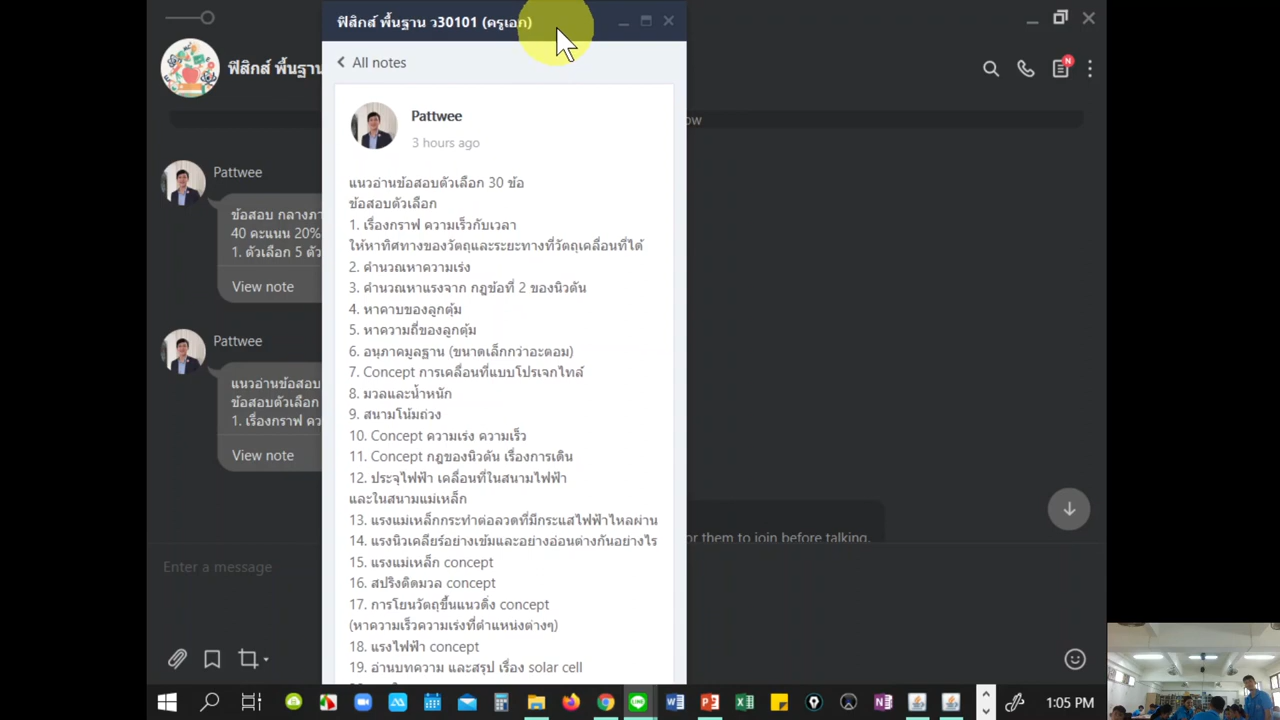 ฟิสิกส์ พื้นฐาน ว30101 (ครูเอก)
All notes
ฟิสิกส์ พื้นฐาน
Pattwee
3 hours ago
แนวอ่านข้อสอบตัวเลือก 30 ข้อ
ข้อสอบตัวเลือก
1. เรื่องกราฟ ความเร็วกับเวลา
ให้หาทิศทางของวัตถุและระยะทางที่วัตถุเคลื่อนที่ได้
2. คำนวณหาความเร่ง
3. คำนวณหาแรงจาก กฎข้อที่ 2 ของนิวตัน
4. หาคาบของลูกตุ้ม
5. หาความถี่ของลูกตุ้ม
6. อนุภาคมูลฐาน (ขนาดเล็กกว่าอะตอม)
7. Concept การเคลื่อนที่แบบโปรเจกไทล์
8. มวลและน้ำหนัก
9. สนามโน้มถ่วง
10. Concept ความเร่ง ความเร็ว
11. Concept กฎของนิวตัน เรื่องการเดิน
12. ประจุไฟฟ้า เคลื่อนที่ในสนามไฟฟ้า
และในสนามแม่เหล็ก
13. แรงแม่เหล็กกระทำต่อลวดที่มีกระแสไฟฟ้าไหลผ่าน
14. แรงนิวเคลียร์อย่างเข้มและอย่างอ่อนต่างกันอย่างไร
15. แรงแม่เหล็ก concept
16. สปริงติดมวล concept
17. การโยนวัตถุขึ้นแนวดิ่ง concept
(หาความเร็วความเร่งที่ตำแหน่งต่างๆ)
18. แรงไฟฟ้า concept
19. อ่านบทความ และสรุป เรื่อง solar cell
Pattwee
ข้อสอบ กลางภา
40 คะแนน 20%
1. ตัวเลือก 5 ตัว
View note
Pattwee
แนวอ่านข้อสอบ
ข้อสอบตัวเลือก
1. เรื่องกราฟ คว
View note
ow
or them to join before talking.
Enter a message
N
1:05 PM